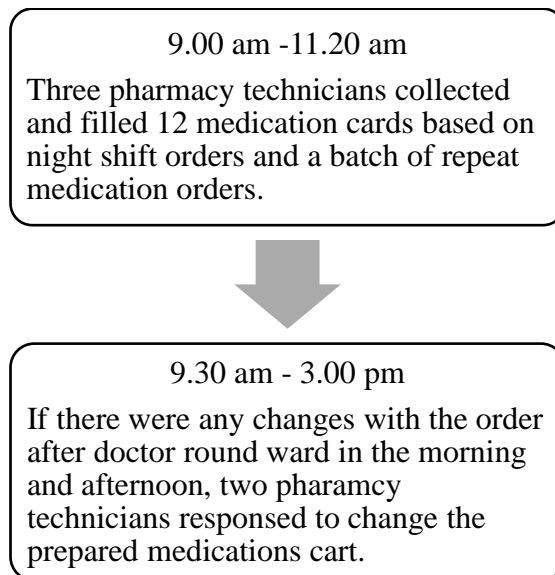 9.00 am -11.20 am
Three pharmacy technicians collected
and filled 12 medication cards based on
night shift orders and a batch of repeat
medication orders.
9.30 am - 3.00 pm
If there were any changes with the order
after doctor round ward in the morning
and afternoon, two pharamcy
technicians responsed to change the
prepared medications cart.